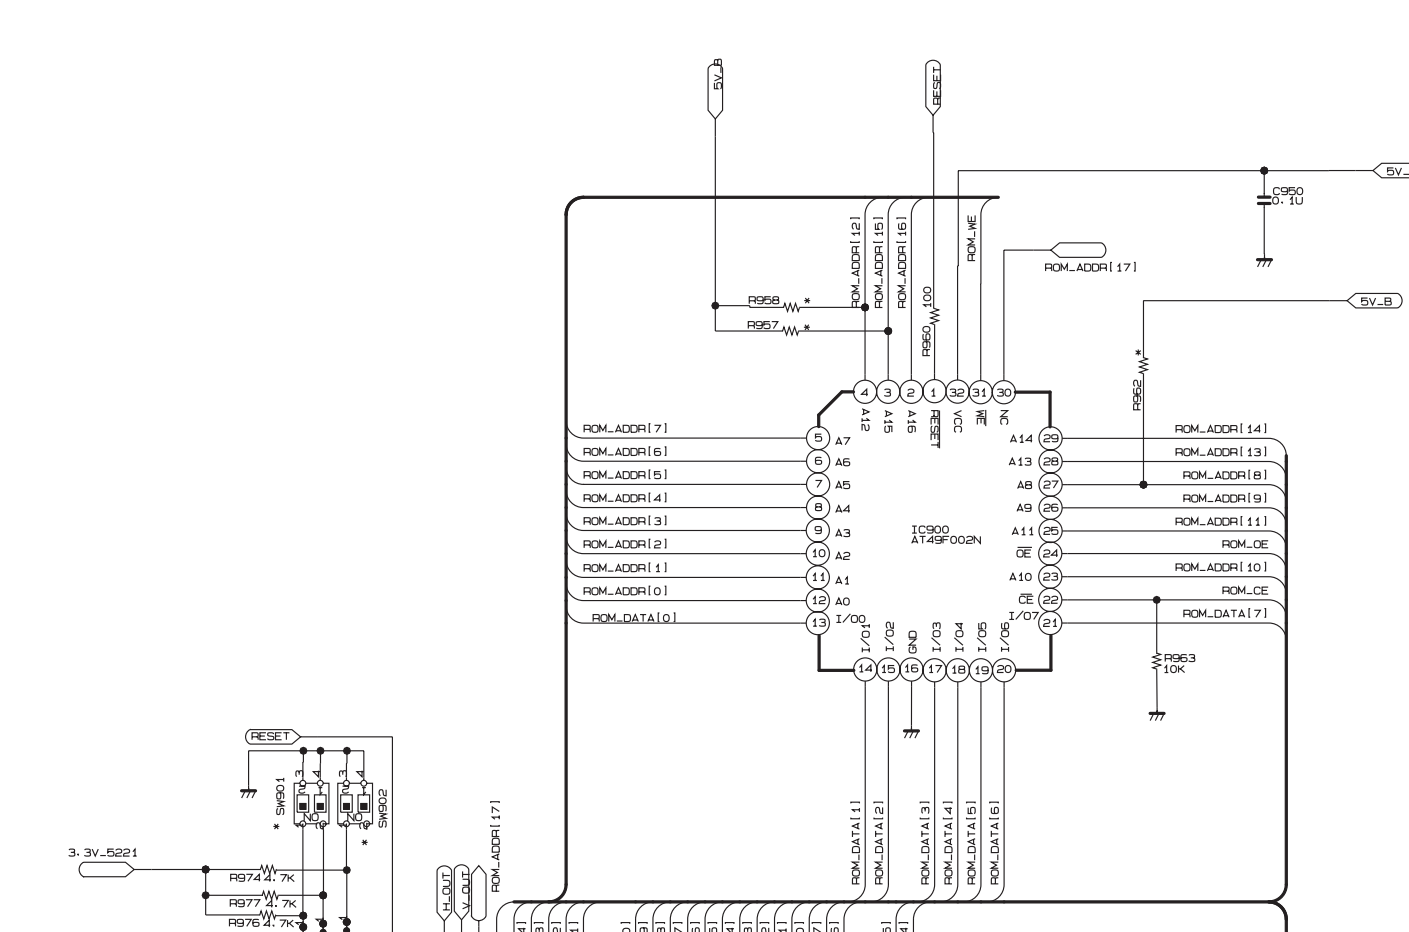 5V_B
RESET
5V_
C950
0.1U
ROM_ADDR[12]
ROM_ADDR[15]
ROM_ADDR[16]
ROM_WE
ROM_ADDR[17]
R958 *
R957 *
R960 100
5V_B
R962 *
4 3 2 1 32 31 30
A12 A15 A16 RESET VCC WE NC
ROM_ADDR[7] 5 A7
ROM_ADDR[6] 6 A6
ROM_ADDR[5] 7 A5
ROM_ADDR[4] 8 A4
ROM_ADDR[3] 9 A3
ROM_ADDR[2] 10 A2
ROM_ADDR[1] 11 A1
ROM_ADDR[0] 12 A0
ROM_DATA[0] 13 I/O0
IC900
AT49F002N
A14 29 ROM_ADDR[14]
A13 28 ROM_ADDR[13]
A8 27 ROM_ADDR[8]
A9 26 ROM_ADDR[9]
A11 25 ROM_ADDR[11]
OE 24 ROM_OE
A10 23 ROM_ADDR[10]
CE 22 ROM_CE
I/O7 21 ROM_DATA[7]
I/O1 I/O2 GND I/O3 I/O4 I/O5 I/O6
14 15 16 17 18 19 20
R963
10K
ROM_DATA[1]
ROM_DATA[2]
ROM_DATA[3]
ROM_DATA[4]
ROM_DATA[5]
ROM_DATA[6]
RESET
3 4 3 4
SW901
*
SW902
*
3.3V_5221
R974 4.7K
R977 4.7K
R976 4.7K
H_OUT
V_OUT
ROM_ADDR[17]